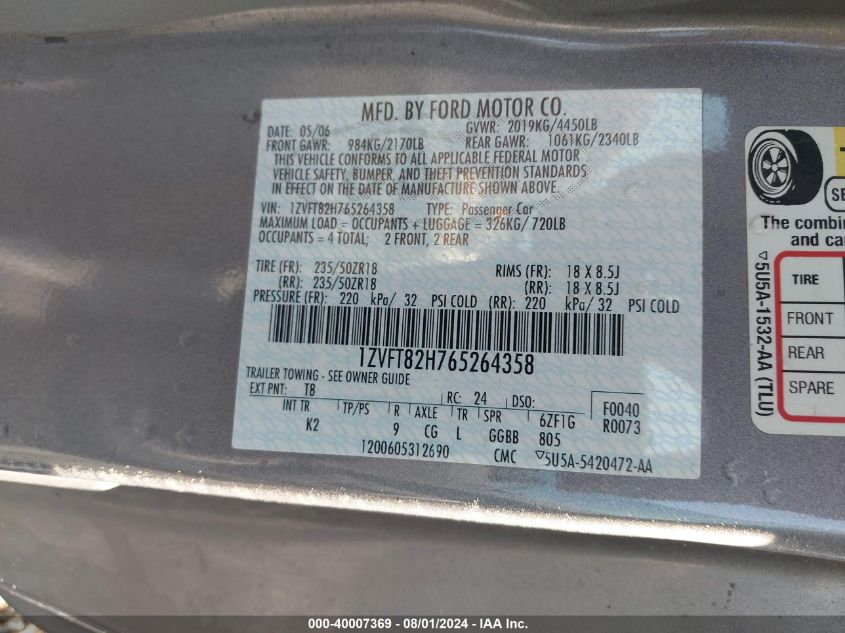 MFD. BY FORD MOTOR CO.
DATE: 05/06 GVWR: 2019KG/4450LB
FRONT GAWR: 984KG/2170LB REAR GAWR: 1061KG/2340LB
THIS VEHICLE CONFORMS TO ALL APPLICABLE FEDERAL MOTOR
VEHICLE SAFETY, BUMPER, AND THEFT PREVENTION STANDARDS
IN EFFECT ON THE DATE OF MANUFACTURE SHOWN ABOVE.
VIN: 1ZVFT82H765264358 TYPE: Passenger Car
MAXIMUM LOAD = OCCUPANTS + LUGGAGE = 326KG/720LB
OCCUPANTS = 4 TOTAL; 2 FRONT, 2 REAR
TIRE (FR): 235/50ZR18 RIMS (FR): 18 X 8.5J
(RR): 235/50ZR18 (RR): 18 X 8.5J
PRESSURE (FR): 220 kPa/ 32 PSI COLD (RR): 220 kPa/ 32 PSI COLD
1ZVFT82H765264358
TRAILER TOWING - SEE OWNER GUIDE
EXT PNT: T8 RC: 24 DSO: F0040
INT TR TP/PS R AXLE TR SPR 6ZF1G R0073
K2 9 CG L GGBB 805
1200605312690 CMC ▽5U5A-5420472-AA
SE
The combin
and ca
TIRE
FRONT
REAR
SPARE
▽5U5A-1532-AA (TLU)
000-40007369 - 08/01/2024 - IAA Inc.